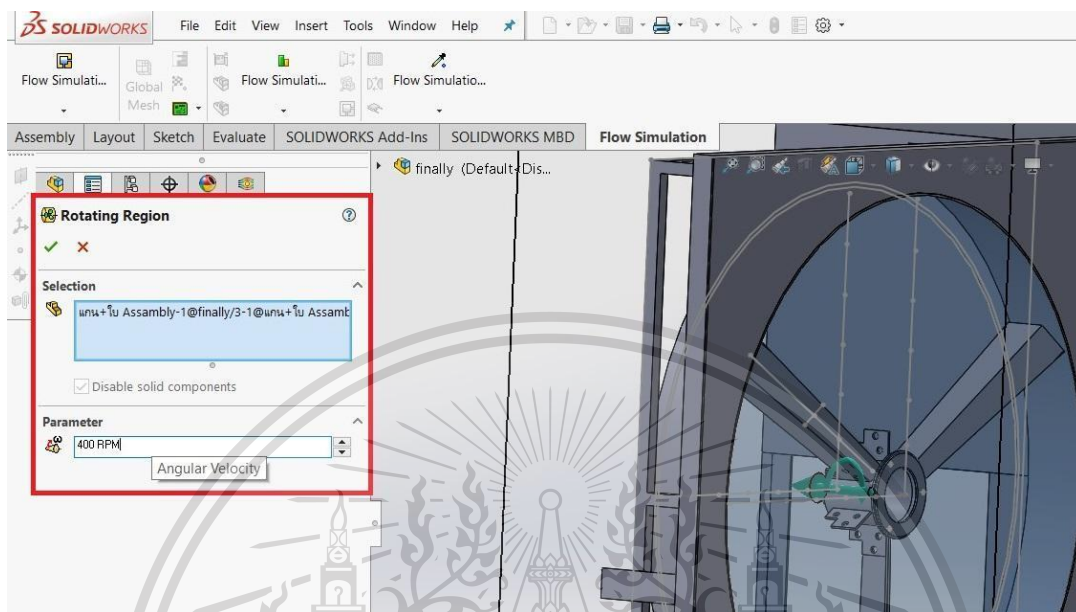 SOLIDWORKS File Edit View Insert Tools Window Help
Flow Simulati... Global Mesh Flow Simulati... Flow Simulatio...
Assembly Layout Sketch Evaluate SOLIDWORKS Add-Ins SOLIDWORKS MBD Flow Simulation
finally (Default<Dis...
Rotating Region
Selection
แกน+ใบ Assambly-1@finally/3-1@แกน+ใบ Assamb
Disable solid components
Parameter
400 RPM
Angular Velocity